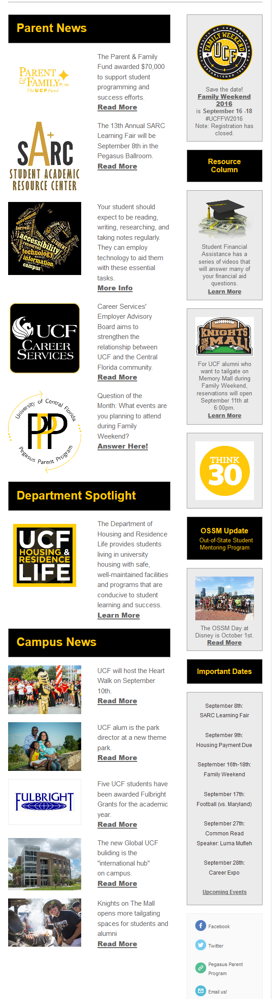 Parent News
PARENT
& FAMILY FUND
The UCF Fund
The Parent & Family
Fund awarded $70,000
to support student
programming and
success efforts.
Read More
SA+RC
STUDENT ACADEMIC
RESOURCE CENTER
The 13th Annual SARC
Learning Fair will be
September 8th in the
Pegasus Ballroom.
Read More
environment
ferrell
UCF
INCLUSIVE
STUDENT
accessibility
resources
technology
information
campus
Your student should
expect to be reading,
writing, researching, and
taking notes regularly.
They can employ
technology to aid them
with these essential
tasks.
More Info
UCF
CAREER
SERVICES
Career Services'
Employer Advisory
Board aims to
strengthen the
relationship between
UCF and the Central
Florida community.
Read More
University of Central Florida
PPP
Pegasus Parent Program
Question of the
Month: What events are
you planning to attend
during Family
Weekend?
Answer Here!
Department Spotlight
UCF
HOUSING &
RESIDENCE
LIFE
The Department of
Housing and Residence
Life provides students
living in university
housing with safe,
well-maintained facilities
and programs that are
conducive to student
learning and success.
Learn More
Campus News
UCF will host the Heart
Walk on September
10th.
Read More
UCF alum is the park
director at a new theme
park.
Read More
FULBRIGHT
Five UCF students have
been awarded Fulbright
Grants for the academic
year.
Read More
The new Global UCF
buliding is the
"international hub"
on campus.
Read More
Knights on The Mall
opens more tailgating
spaces for students and
alumni
Read More
UNIVERSITY OF CENTRAL FLORIDA
FAMILY WEEKEND
UCF
ESTABLISHED 1963
Save the date!
Family Weekend
2016
is September 16 -18
#UCFFW2016
Note: Registration has
closed.
Resource
Column
Student Financial
Assistance has a
series of videos that
will answer many of
your financial aid
questions.
Learn More
KNIGHTS
ON THE MALL
For UCF alumni who
want to tailgate on
Memory Mall during
Family Weekend,
reservations will open
September 11th at
6:00pm.
Learn More
THINK
30
OSSM Update
Out-of-State Student
Mentoring Program
The OSSM Day at
Disney is October 1st.
Read More
Important Dates
September 8th:
SARC Learning Fair
September 9th:
Housing Payment Due
September 16th-18th:
Family Weekend
September 17th:
Football (vs. Maryland)
September 27th:
Common Read
Speaker: Luma Mufleh
September 28th:
Career Expo
Upcoming Events
Facebook
Twitter
Pegasus Parent
Program
Email us!